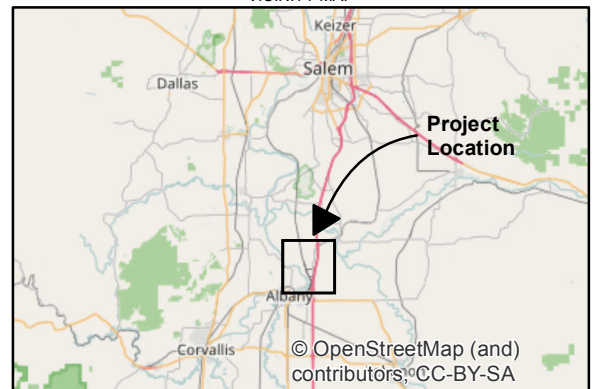 Keizer
Salem
Dallas
Project
Location
Albany
Corvallis
© OpenStreetMap (and)
contributors, CC-BY-SA